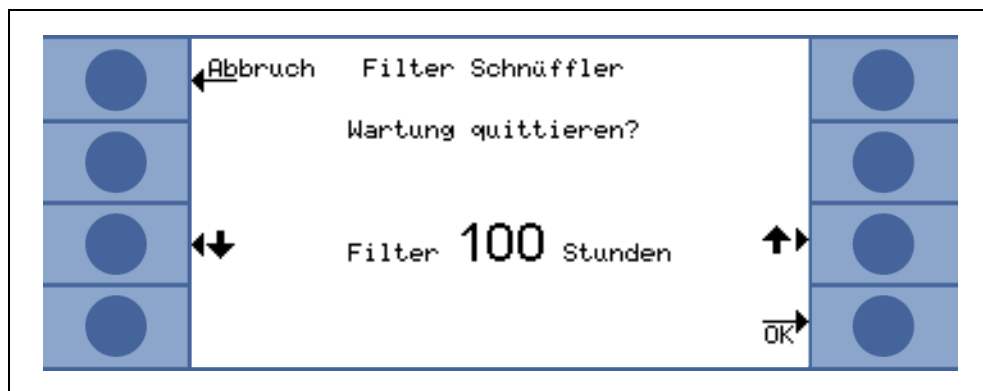 Abbruch Filter Schnüffler
Wartung quittieren?
Filter 100 Stunden
OK